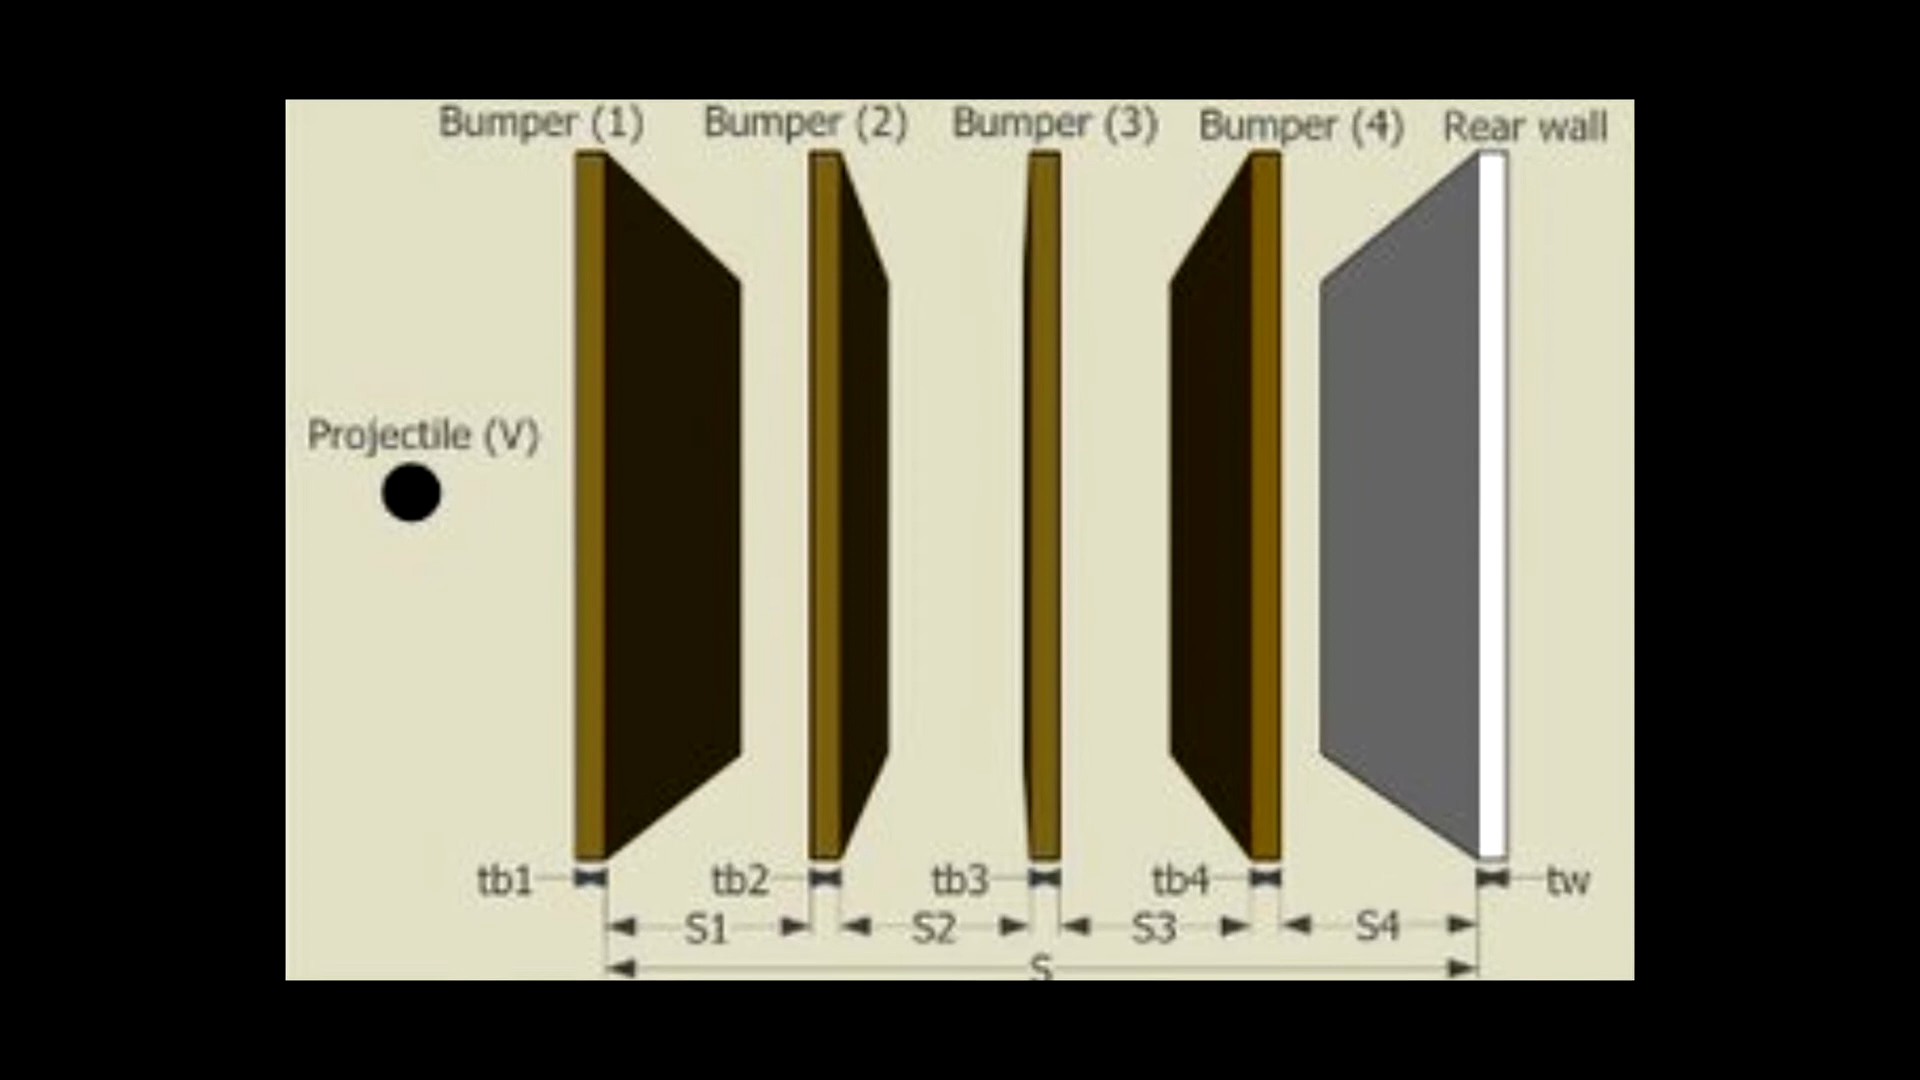 Bumper (1) Bumper (2) Bumper (3) Bumper (4) Rear wall
Projectile (V)
tb1 tb2 tb3 tb4 tw
S1 S2 S3 S4
S